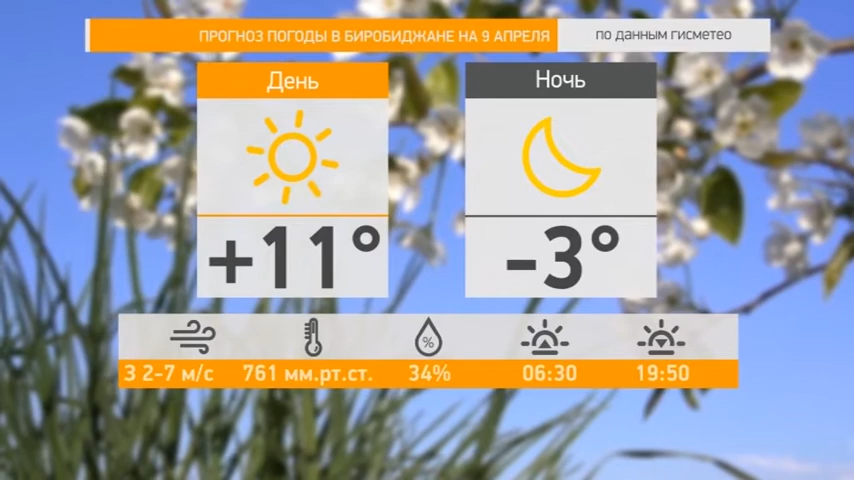 ПРОГНОЗ ПОГОДЫ В БИРОБИДЖАНЕ НА 9 АПРЕЛЯ по данным гисметео
День Ночь
+11° -3°
%
З 2-7 м/с 761 мм.рт.ст. 34% 06:30 19:50